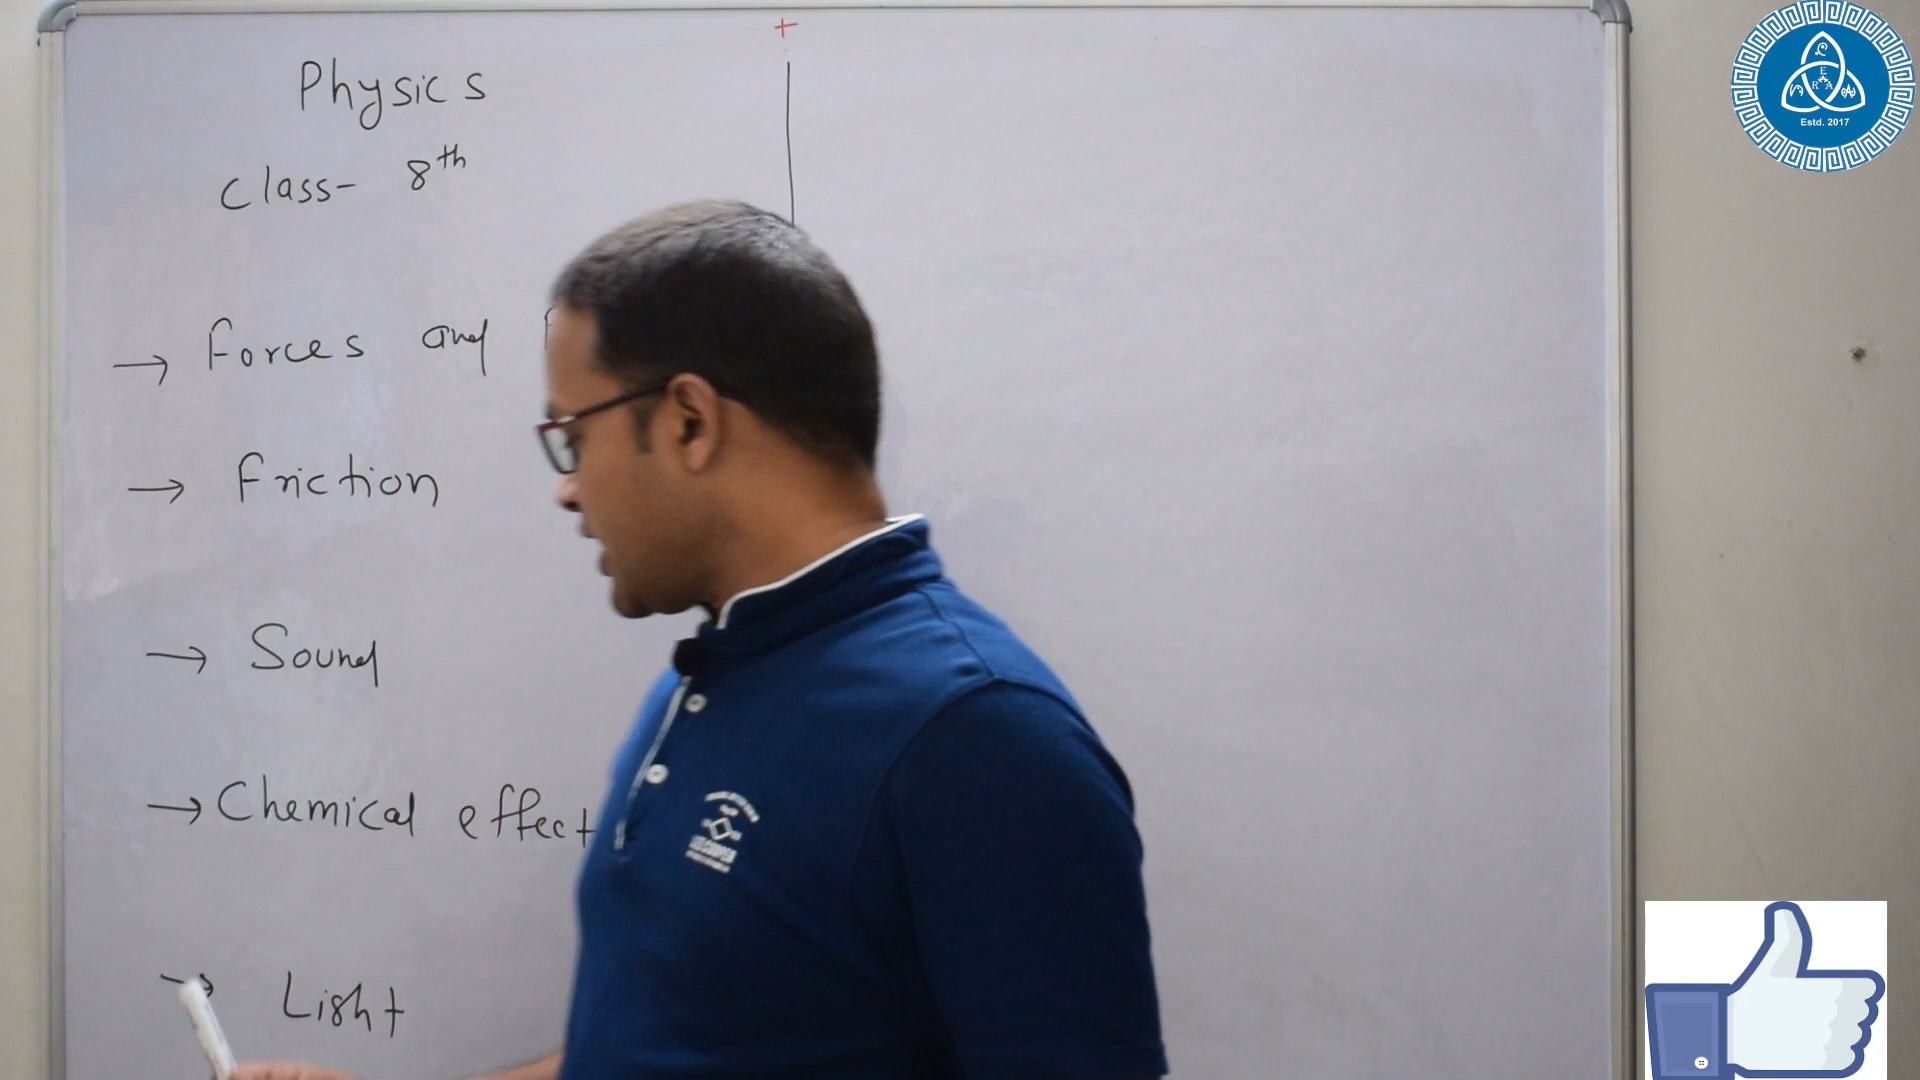 Physics
Class- 8th
→ Forces and
→ Friction
→ Sound
→ Chemical effect
→ Light
+
Estd. 2017